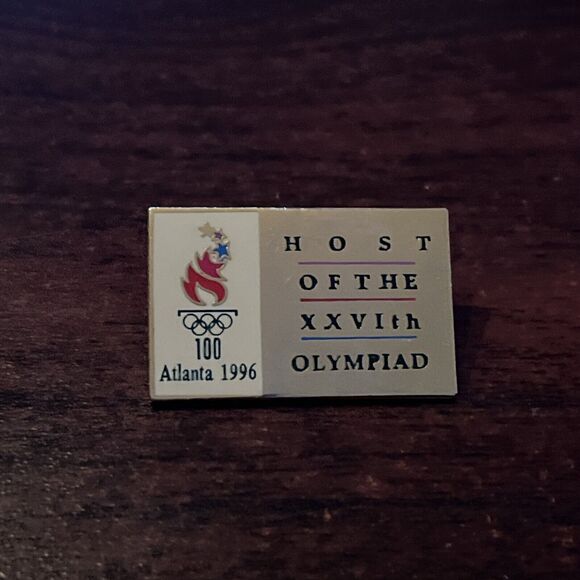 100
Atlanta 1996
HOST
OF THE
XXVIth
OLYMPIAD